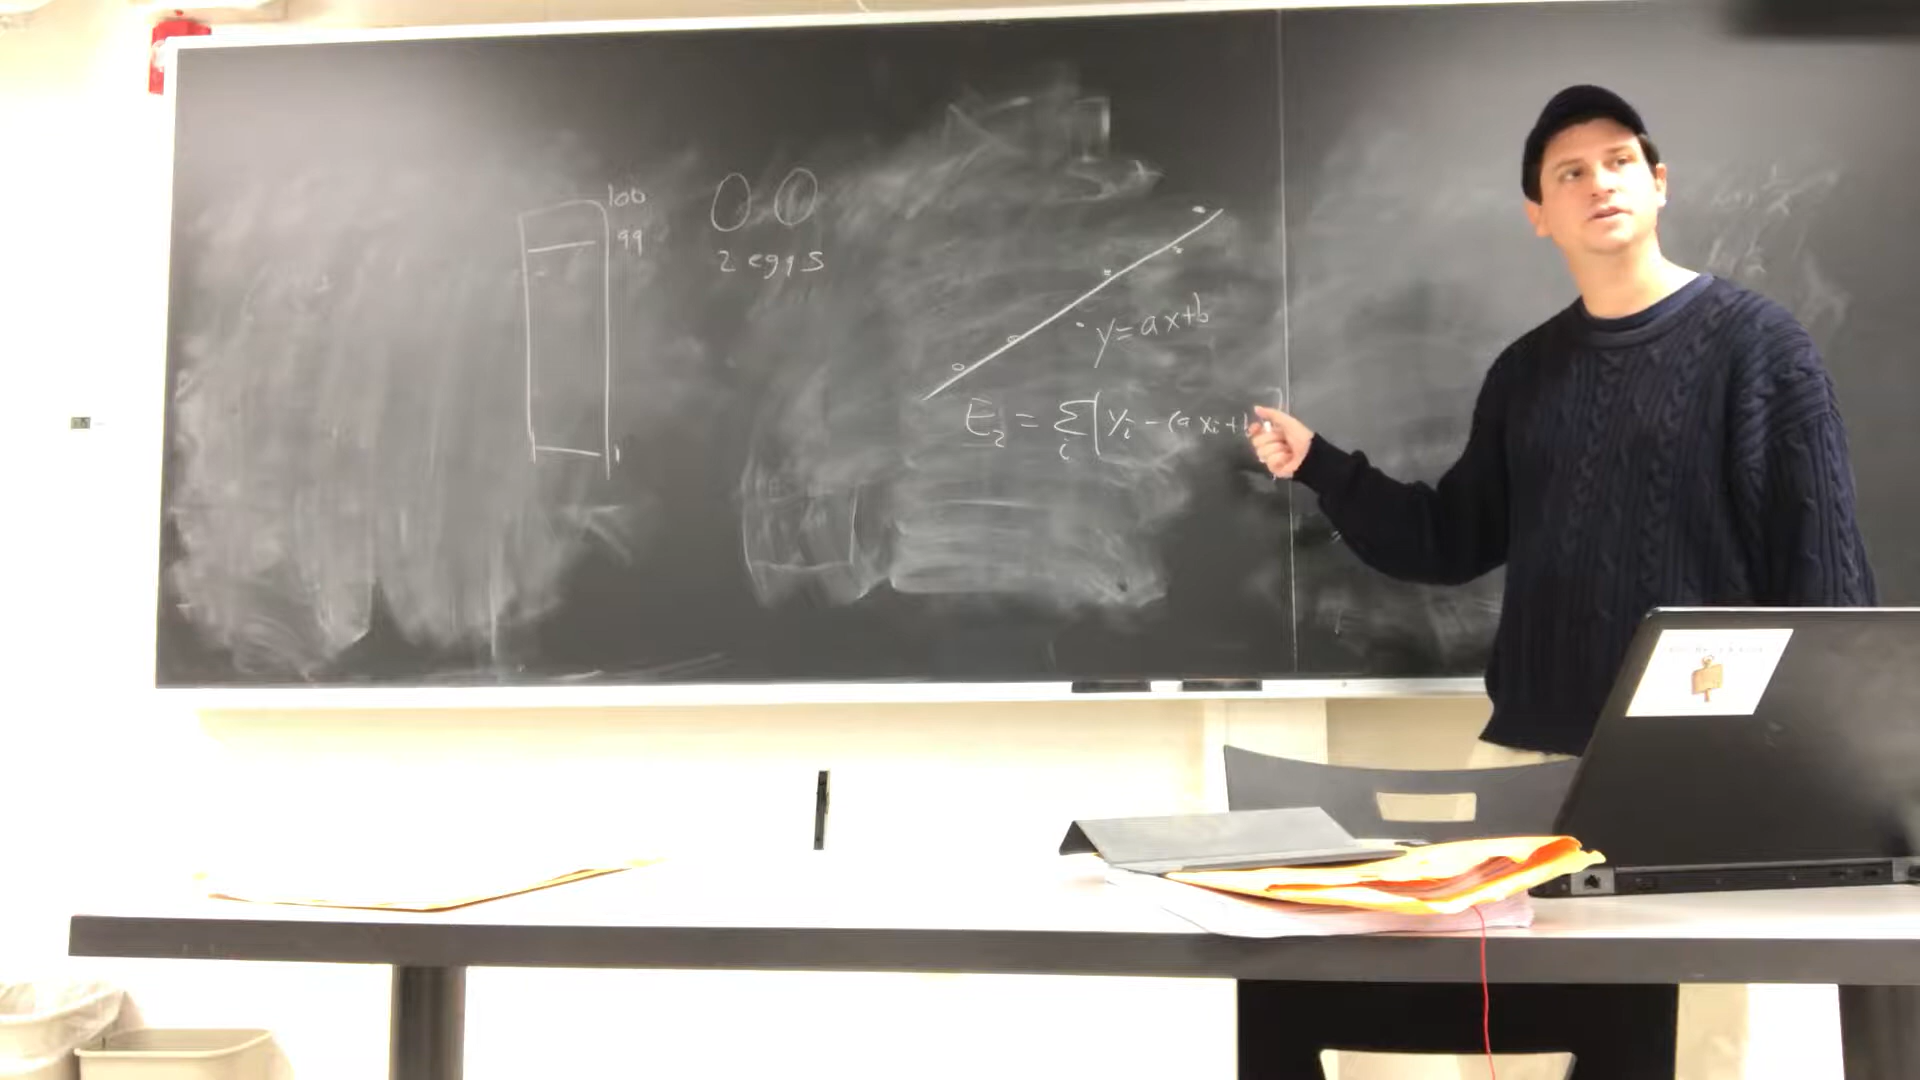 100
99
1
2 eggs
y=ax+b
E₂ = Σᵢ [yᵢ - (a xᵢ + b